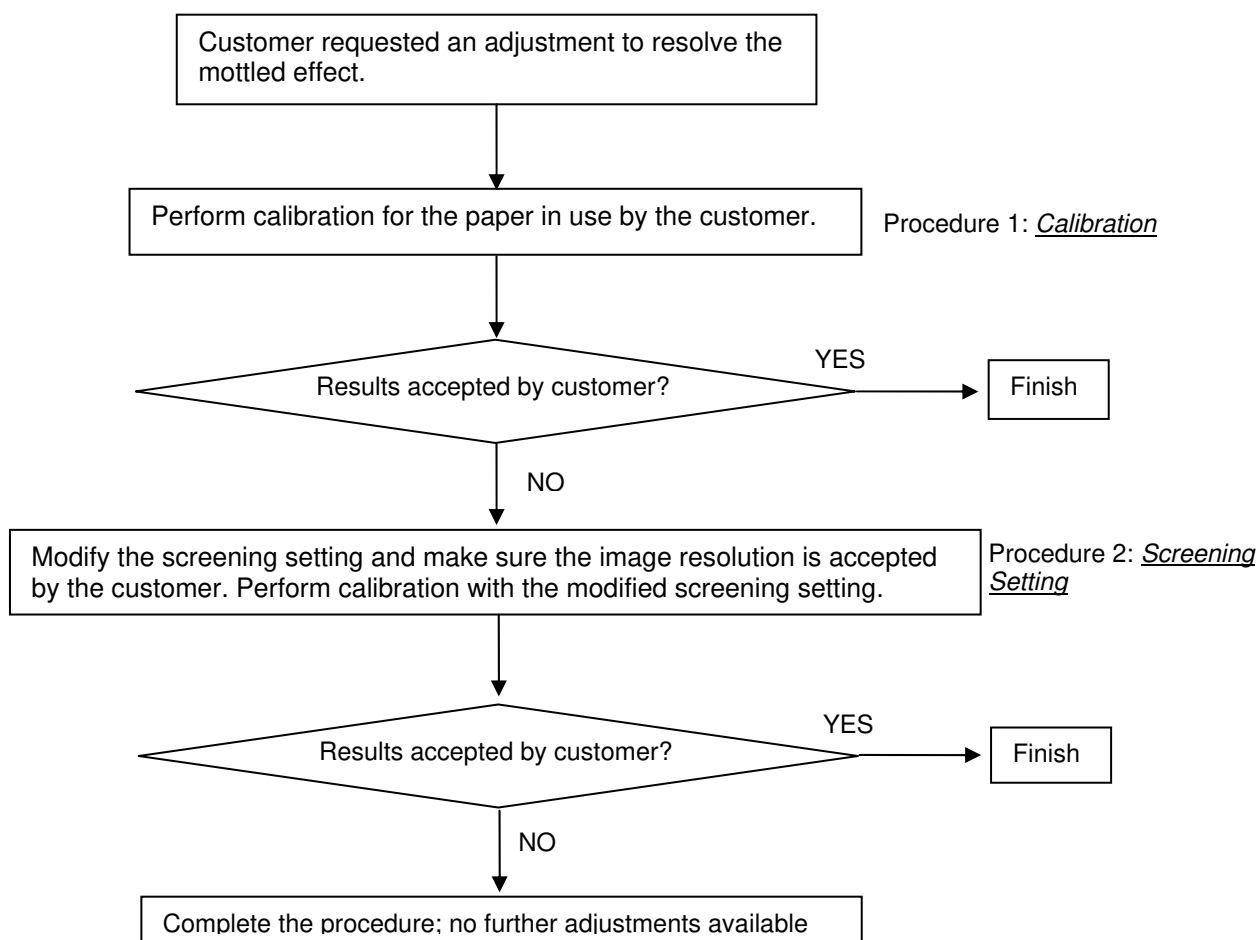 Customer requested an adjustment to resolve the
mottled effect.
Perform calibration for the paper in use by the customer.
Procedure 1: Calibration
Results accepted by customer?
YES
Finish
NO
Modify the screening setting and make sure the image resolution is accepted
by the customer. Perform calibration with the modified screening setting.
Procedure 2: Screening
Setting
Results accepted by customer?
YES
Finish
NO
Complete the procedure; no further adjustments available